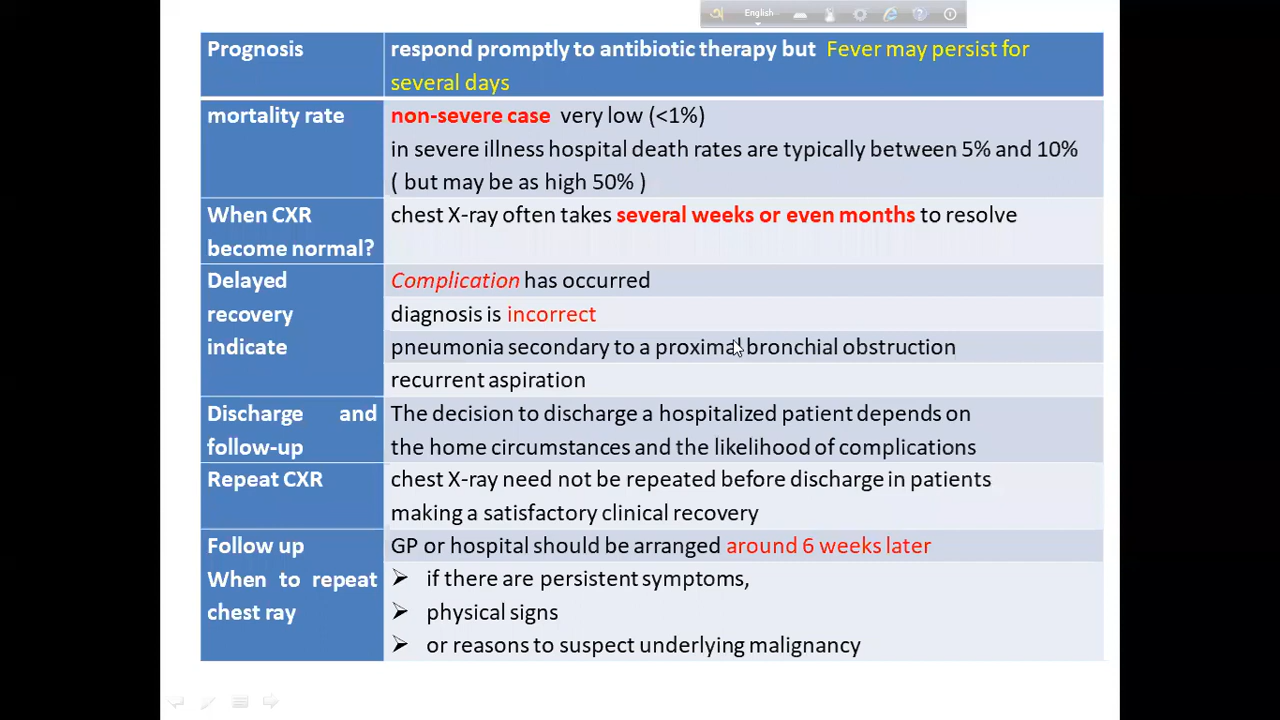 English
Prognosis
respond promptly to antibiotic therapy but Fever may persist for
several days
mortality rate
non-severe case very low (<1%)
in severe illness hospital death rates are typically between 5% and 10%
( but may be as high 50% )
When CXR
become normal?
chest X-ray often takes several weeks or even months to resolve
Delayed
recovery
indicate
Complication has occurred
diagnosis is incorrect
pneumonia secondary to a proximal bronchial obstruction
recurrent aspiration
Discharge and
follow-up
The decision to discharge a hospitalized patient depends on
the home circumstances and the likelihood of complications
Repeat CXR
chest X-ray need not be repeated before discharge in patients
making a satisfactory clinical recovery
Follow up
When to repeat
chest ray
GP or hospital should be arranged around 6 weeks later
➢ if there are persistent symptoms,
➢ physical signs
➢ or reasons to suspect underlying malignancy